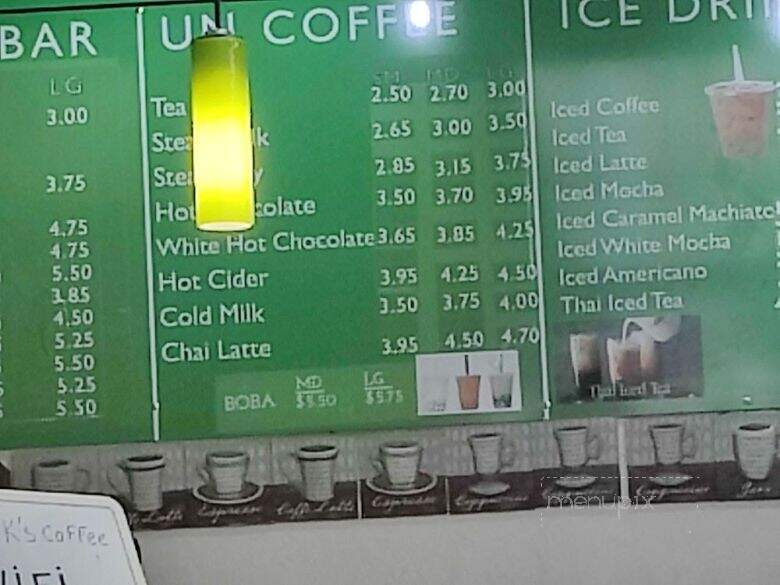 BAR
LG
3.00
3.75
4.75
4.75
5.50
3.85
4.50
5.25
5.50
5.25
5.50
UN COFFEE
SM MD LG
Tea 2.50 2.70 3.00
2.65 3.00 3.50
2.85 3.15 3.75
3.50 3.70 3.95
White Hot Chocolate 3.65 3.85 4.25
Hot Cider 3.95 4.25 4.50
Cold Milk 3.50 3.75 4.00
Chai Latte 3.95 4.50 4.70
MD LG
BOBA $5.50 $5.75
ICE
Iced Coffee
Iced Tea
Iced Latte
Iced Mocha
Iced Caramel Machiato
Iced White Mocha
Iced Americano
Thai Iced Tea
Thai Iced Tea
Espresso Caffe Latte Espresso
K's Coffee
menupix